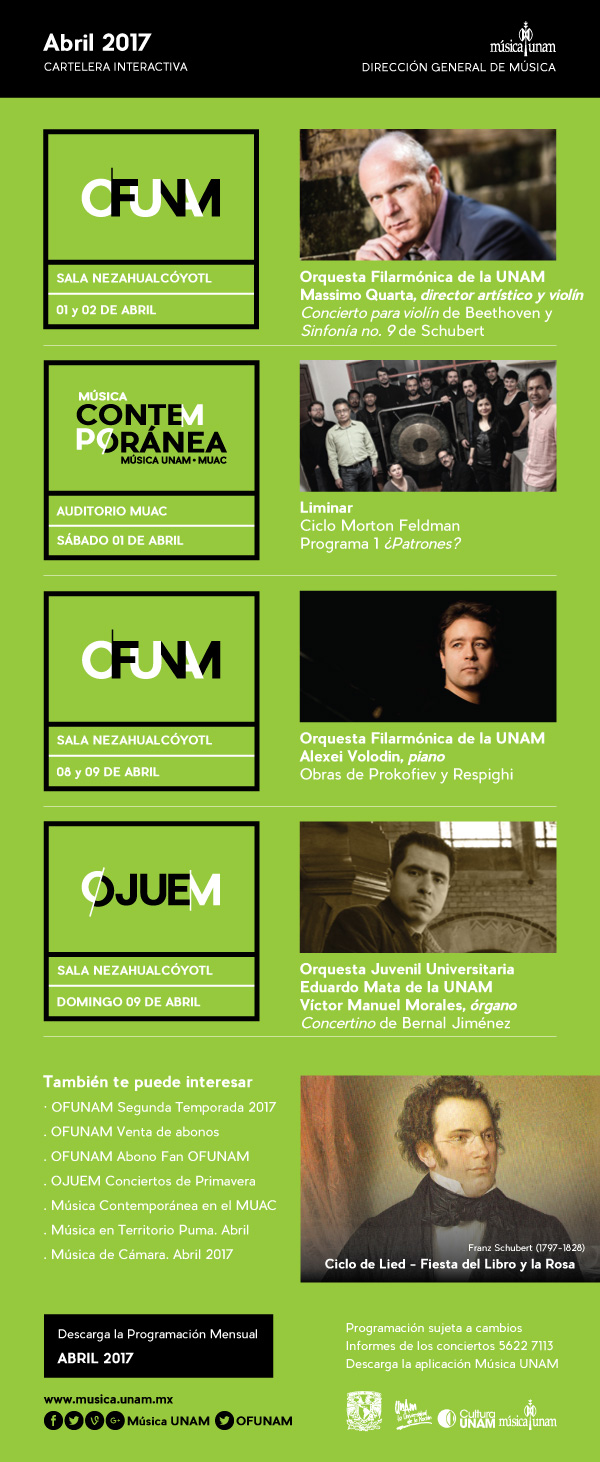 Abril 2017
CARTELERA INTERACTIVA
música unam
DIRECCIÓN GENERAL DE MÚSICA
OFUNAM
SALA NEZAHUALCÓYOTL
01 y 02 DE ABRIL
Orquesta Filarmónica de la UNAM
Massimo Quarta, director artístico y violín
Concierto para violín de Beethoven y
Sinfonía no. 9 de Schubert
MÚSICA
CONTEM
PORÁNEA
MÚSICA UNAM • MUAC
AUDITORIO MUAC
SÁBADO 01 DE ABRIL
Liminar
Ciclo Morton Feldman
Programa 1 ¿Patrones?
OFUNAM
SALA NEZAHUALCÓYOTL
08 y 09 DE ABRIL
Orquesta Filarmónica de la UNAM
Alexei Volodin, piano
Obras de Prokofiev y Respighi
OJUEM
SALA NEZAHUALCÓYOTL
DOMINGO 09 DE ABRIL
Orquesta Juvenil Universitaria
Eduardo Mata de la UNAM
Víctor Manuel Morales, órgano
Concertino de Bernal Jiménez
También te puede interesar
· OFUNAM Segunda Temporada 2017
. OFUNAM Venta de abonos
. OFUNAM Abono Fan OFUNAM
. OJUEM Conciertos de Primavera
. Música Contemporánea en el MUAC
. Música en Territorio Puma. Abril
. Música de Cámara. Abril 2017
Franz Schubert (1797-1828)
Ciclo de Lied – Fiesta del Libro y la Rosa
Descarga la Programación Mensual
ABRIL 2017
Programación sujeta a cambios
Informes de los conciertos 5622 7113
Descarga la aplicación Música UNAM
www.musica.unam.mx
Música UNAM OFUNAM
UNAM
Cultura
UNAM
música unam